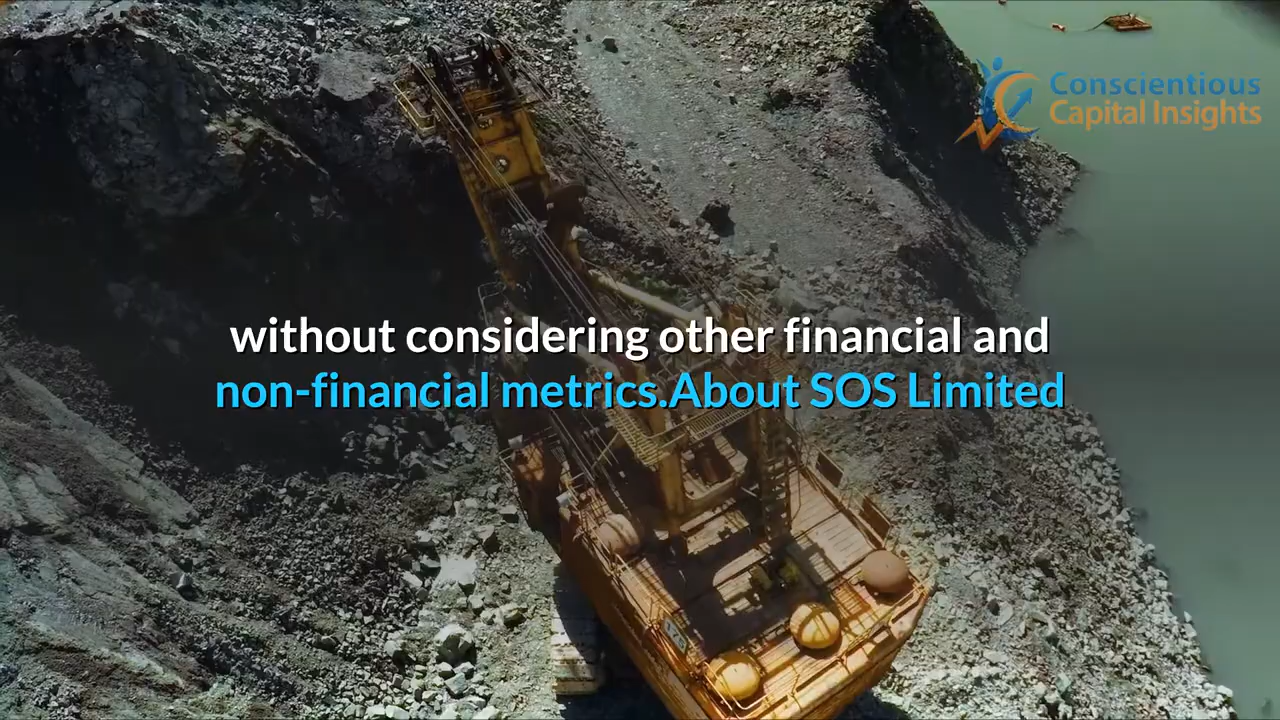 Conscientious
Capital Insights
without considering other financial and
non-financial metrics.About SOS Limited